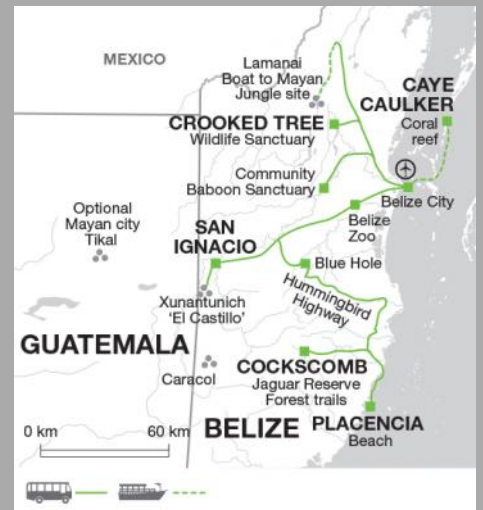 MEXICO
Lamanai
Boat to Mayan
Jungle site
CAYE
CAULKER
Coral
reef
CROOKED TREE
Wildlife Sanctuary
Community
Baboon Sanctuary
Belize City
Belize
Zoo
Optional
Mayan city
Tikal
SAN
IGNACIO
Blue Hole
Hummingbird
Highway
Xunantunich
'El Castillo'
GUATEMALA
Caracol
COCKSCOMB
Jaguar Reserve
Forest trails
BELIZE
PLACENCIA
Beach
0 km
60 km